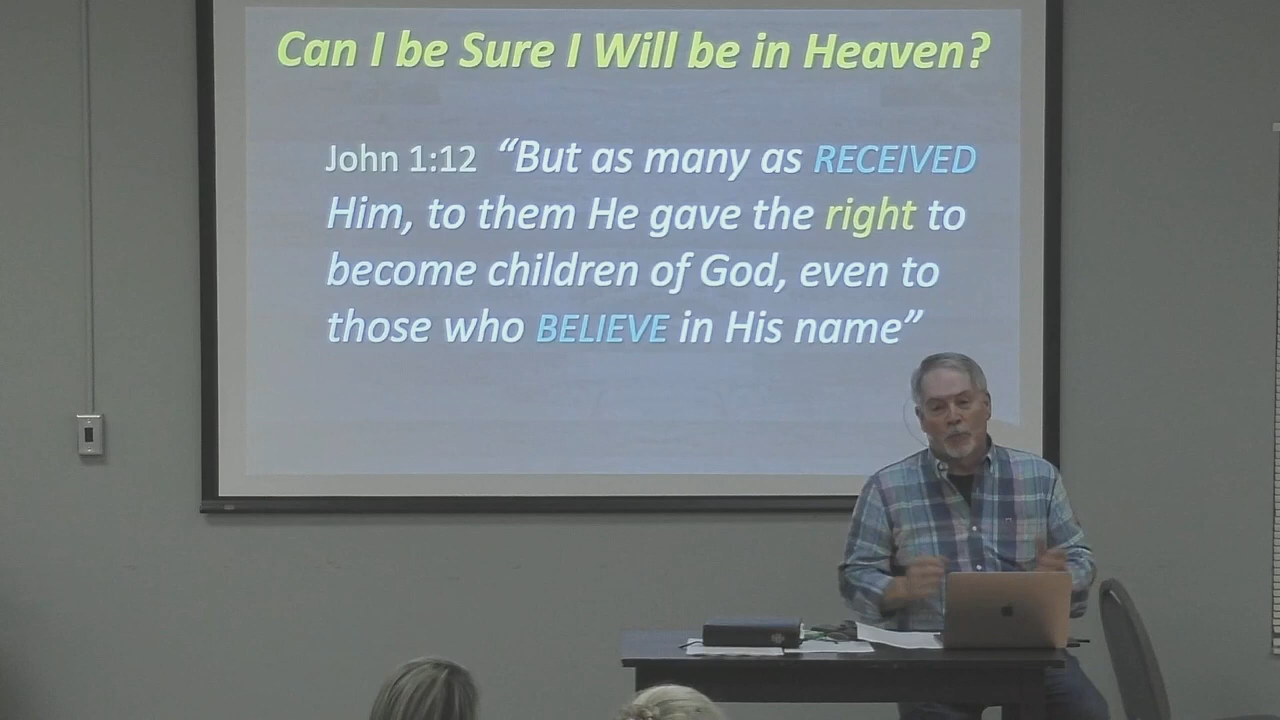 Can I be Sure I Will be in Heaven?
John 1:12 “But as many as RECEIVED
Him, to them He gave the right to
become children of God, even to
those who BELIEVE in His name”